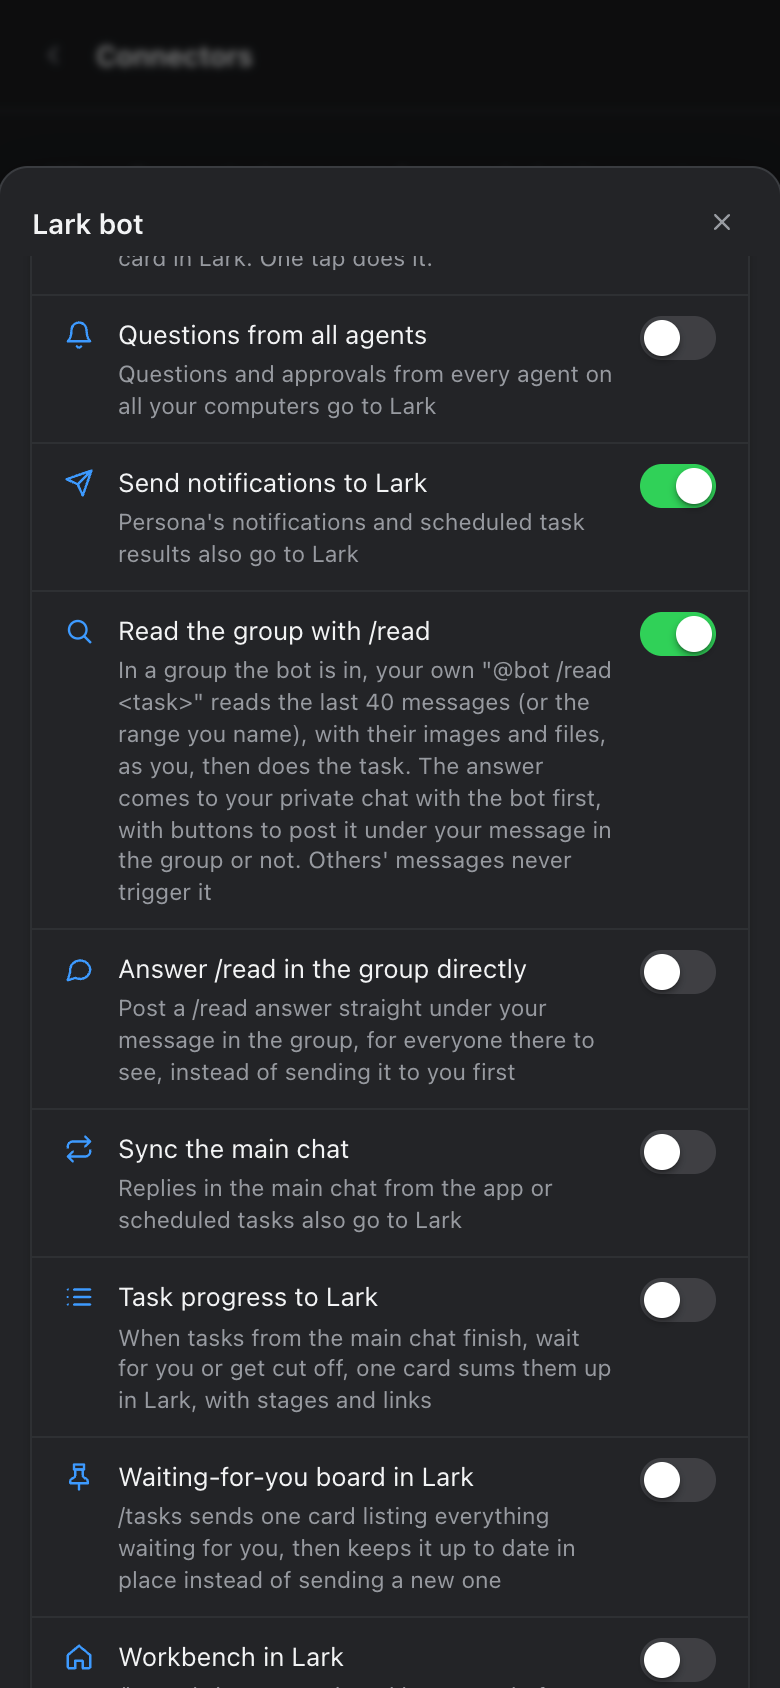 Connectors
Lark bot
card in Lark. One tap does it.
Questions from all agents
Questions and approvals from every agent on
all your computers go to Lark
Send notifications to Lark
Persona's notifications and scheduled task
results also go to Lark
Read the group with /read
In a group the bot is in, your own "@bot /read
<task>" reads the last 40 messages (or the
range you name), with their images and files,
as you, then does the task. The answer
comes to your private chat with the bot first,
with buttons to post it under your message in
the group or not. Others' messages never
trigger it
Answer /read in the group directly
Post a /read answer straight under your
message in the group, for everyone there to
see, instead of sending it to you first
Sync the main chat
Replies in the main chat from the app or
scheduled tasks also go to Lark
Task progress to Lark
When tasks from the main chat finish, wait
for you or get cut off, one card sums them up
in Lark, with stages and links
Waiting-for-you board in Lark
/tasks sends one card listing everything
waiting for you, then keeps it up to date in
place instead of sending a new one
Workbench in Lark